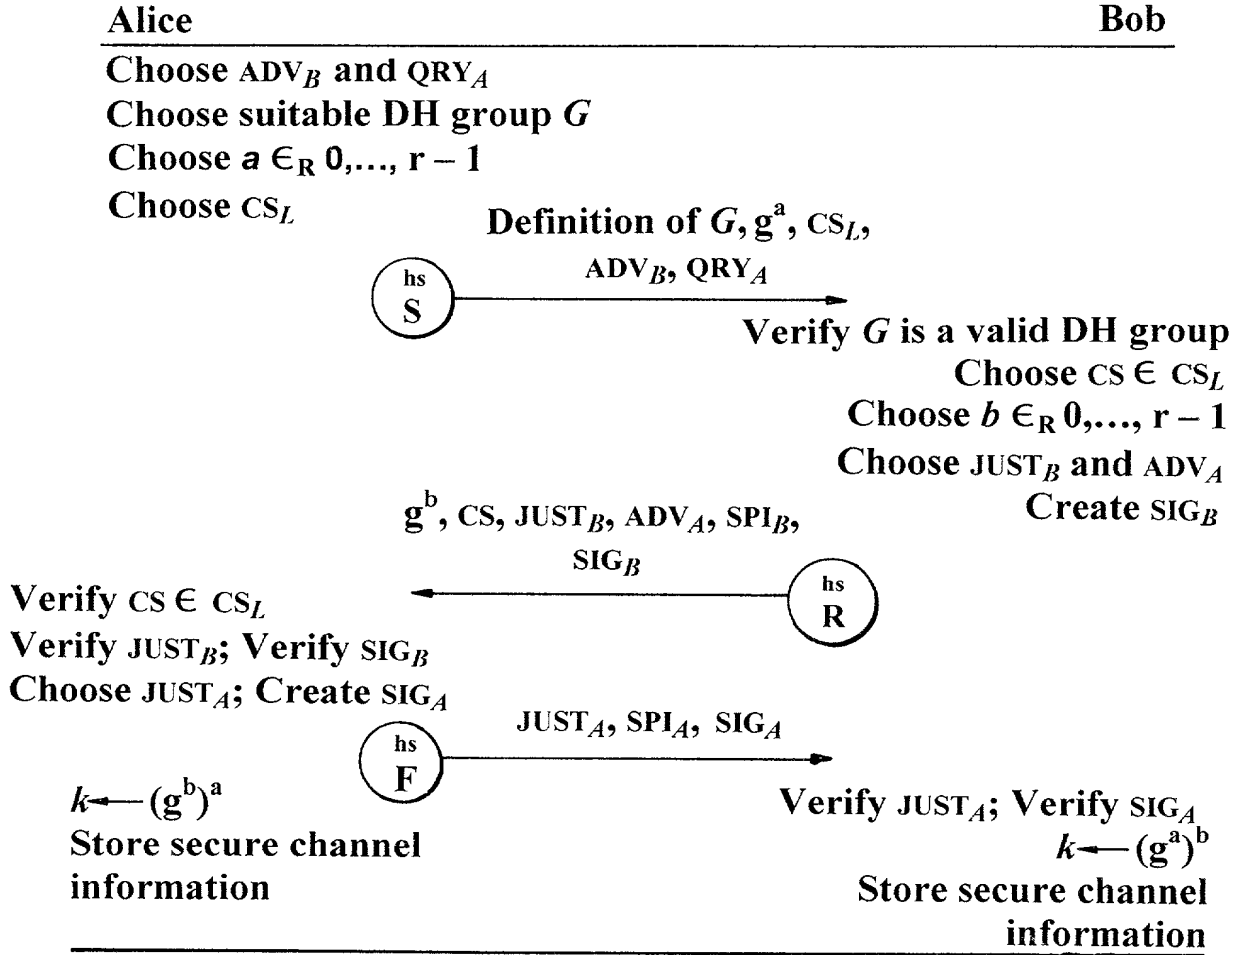 Alice Bob
Choose ADV_B and QRY_A
Choose suitable DH group G
Choose a ∈_R 0,..., r – 1
Choose CS_L
Definition of G, g^a, CS_L,
ADV_B, QRY_A
hs
S
Verify G is a valid DH group
Choose CS ∈ CS_L
Choose b ∈_R 0,..., r – 1
Choose JUST_B and ADV_A
Create SIG_B
g^b, CS, JUST_B, ADV_A, SPI_B,
SIG_B
hs
R
Verify CS ∈ CS_L
Verify JUST_B; Verify SIG_B
Choose JUST_A; Create SIG_A
JUST_A, SPI_A, SIG_A
hs
F
k ← (g^b)^a
Store secure channel
information
Verify JUST_A; Verify SIG_A
k ← (g^a)^b
Store secure channel
information